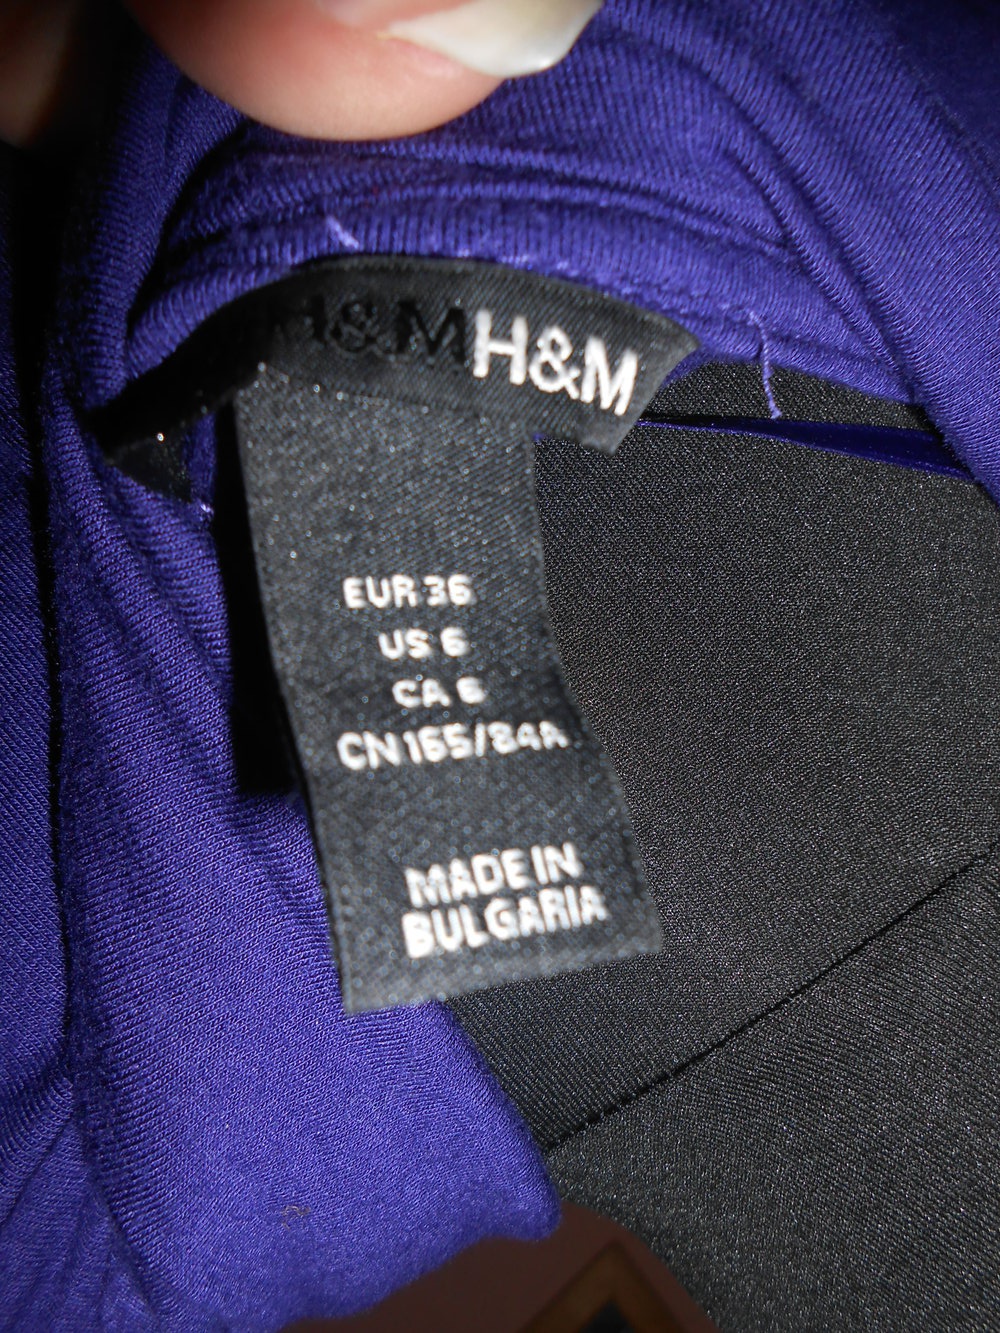 H&MH&M
EUR 36
US 6
CA 6
CN 165/84A
MADE IN
BULGARIA